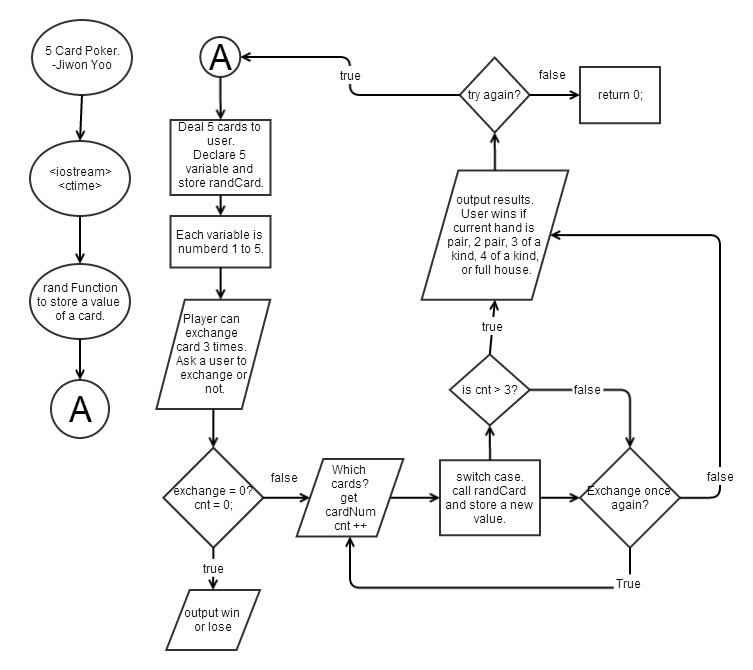 5 Card Poker.
-Jiwon Yoo
<iostream>
<ctime>
rand Function
to store a value
of a card.
A
A
Deal 5 cards to
user.
Declare 5
variable and
store randCard.
Each variable is
numberd 1 to 5.
Player can
exchange
card 3 times.
Ask a user to
exchange or
not.
exchange = 0?
cnt = 0;
true
output win
or lose
false
Which
cards?
get
cardNum
cnt ++
switch case.
call randCard
and store a new
value.
is cnt > 3?
true
false
Exchange once
again?
True
false
output results.
User wins if
current hand is
pair, 2 pair, 3 of a
kind, 4 of a kind,
or full house.
try again?
true
false
return 0;